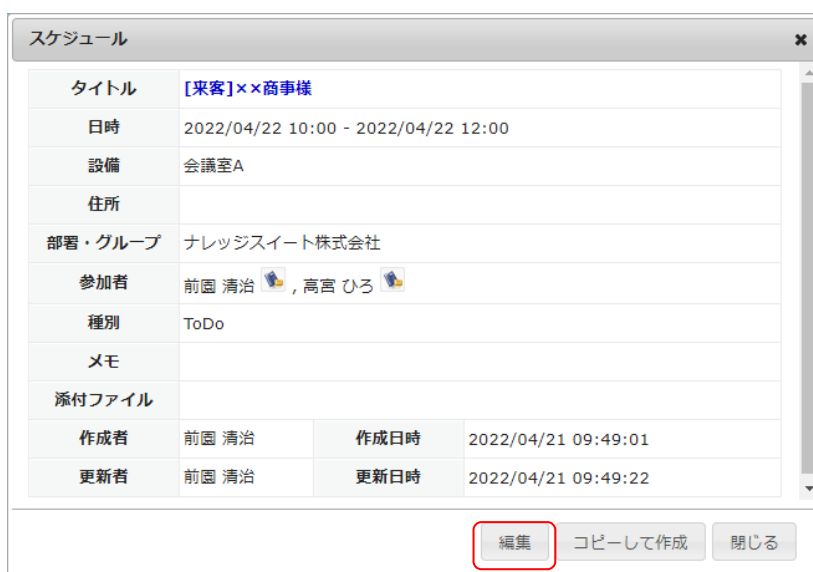 スケジュール
タイトル [来客]××商事様
日時 2022/04/22 10:00 - 2022/04/22 12:00
設備 会議室A
住所
部署・グループ ナレッジスイート株式会社
参加者 前園 清治 , 高宮 ひろ
種別 ToDo
メモ
添付ファイル
作成者 前園 清治 作成日時 2022/04/21 09:49:01
更新者 前園 清治 更新日時 2022/04/21 09:49:22
編集 コピーして作成 閉じる